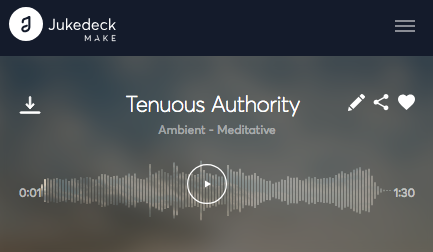 Jukedeck
MAKE
Tenuous Authority
Ambient - Meditative
0:01
1:30